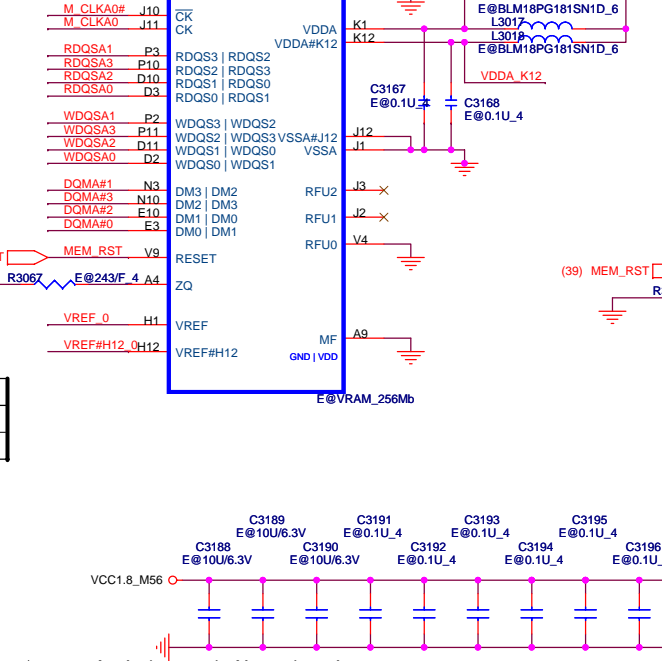 M_CLKA0# J10 CK
M_CLKA0 J11 CK
RDQSA1 P3 RDQS3 | RDQS2
RDQSA3 P10 RDQS2 | RDQS3
RDQSA2 D10 RDQS1 | RDQS0
RDQSA0 D3 RDQS0 | RDQS1
WDQSA1 P2 WDQS3 | WDQS2
WDQSA3 P11 WDQS2 | WDQS3
WDQSA2 D11 WDQS1 | WDQS0
WDQSA0 D2 WDQS0 | WDQS1
DQMA#1 N3 DM3 | DM2
DQMA#3 N10 DM2 | DM3
DQMA#2 E10 DM1 | DM0
DQMA#0 E3 DM0 | DM1
MEM_RST V9 RESET
R3067 E@243/F_4 A4 ZQ
VREF_0 H1 VREF
VREF#H12_0 H12 VREF#H12
VDDA K1
VDDA#K12 K12
VSSA#J12 J12
VSSA J1
RFU2 J3
RFU1 J2
RFU0 V4
MF A9
GND | VDD
E@VRAM_256Mb
E@BLM18PG181SN1D_6
L3017
L3018
E@BLM18PG181SN1D_6
VDDA_K12
C3167
E@0.1U_4
C3168
E@0.1U_4
(39) MEM_RST
C3189 C3191 C3193 C3195
E@10U/6.3V E@0.1U_4 E@0.1U_4 E@0.1U_4
C3188 C3190 C3192 C3194 C3196
E@10U/6.3V E@10U/6.3V E@0.1U_4 E@0.1U_4 E@0.1U_
VCC1.8_M56